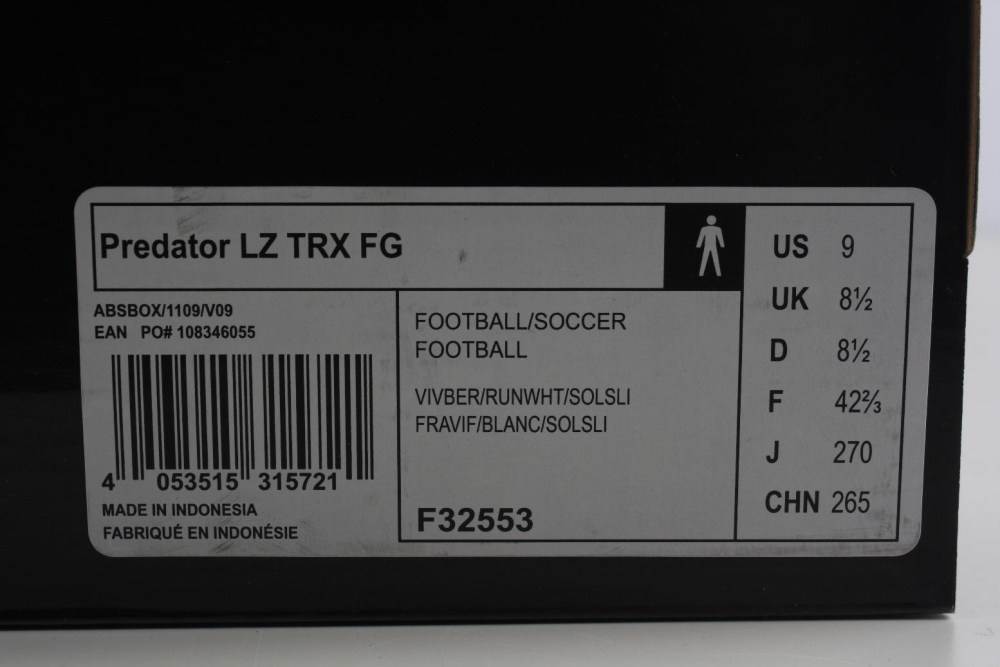 Predator LZ TRX FG
ABSBOX/1109/V09
EAN PO# 108346055
4 053515 315721
MADE IN INDONESIA
FABRIQUÉ EN INDONÉSIE
FOOTBALL/SOCCER
FOOTBALL
VIVBER/RUNWHT/SOLSLI
FRAVIF/BLANC/SOLSLI
F32553
US 9
UK 8½
D 8½
F 42⅔
J 270
CHN 265